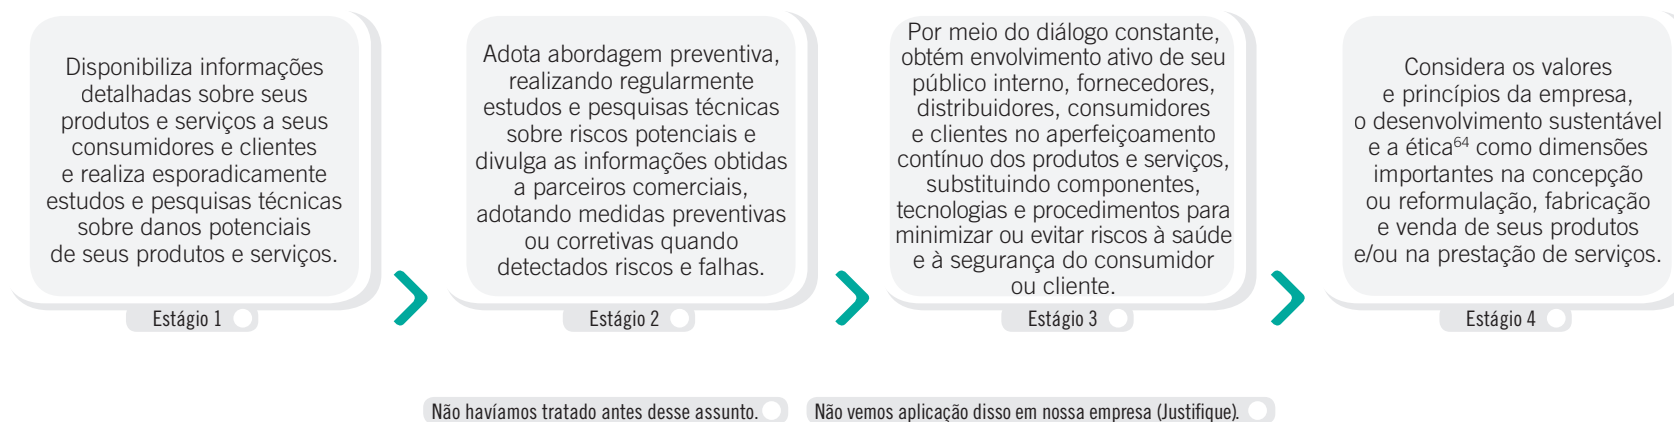 Disponibiliza informações
detalhadas sobre seus
produtos e serviços a seus
consumidores e clientes
e realiza esporadicamente
estudos e pesquisas técnicas
sobre danos potenciais
de seus produtos e serviços.
Estágio 1
Adota abordagem preventiva,
realizando regularmente
estudos e pesquisas técnicas
sobre riscos potenciais e
divulga as informações obtidas
a parceiros comerciais,
adotando medidas preventivas
ou corretivas quando
detectados riscos e falhas.
Estágio 2
Por meio do diálogo constante,
obtém envolvimento ativo de seu
público interno, fornecedores,
distribuidores, consumidores
e clientes no aperfeiçoamento
contínuo dos produtos e serviços,
substituindo componentes,
tecnologias e procedimentos para
minimizar ou evitar riscos à saúde
e à segurança do consumidor
ou cliente.
Estágio 3
Considera os valores
e princípios da empresa,
o desenvolvimento sustentável
e a ética⁶⁴ como dimensões
importantes na concepção
ou reformulação, fabricação
e venda de seus produtos
e/ou na prestação de serviços.
Estágio 4
Não havíamos tratado antes desse assunto.
Não vemos aplicação disso em nossa empresa (Justifique).